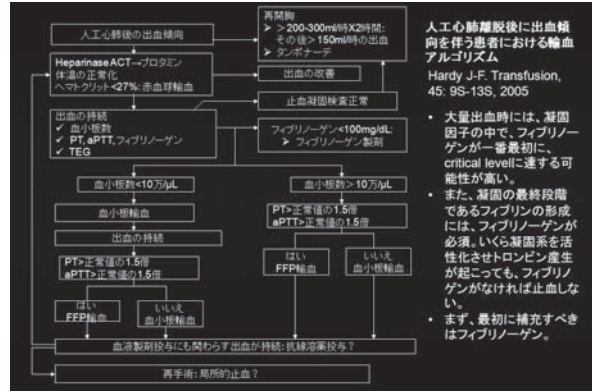 人工心肺後の出血傾向
再開胸
➢ >200-300ml/時X2時間:
その後>150ml/時の出血
➢ タンポナーデ
Heparinase ACT→プロタミン
体温の正常化
ヘマトクリット<27%: 赤血球輸血
出血の改善
止血凝固検査正常
出血の持続
✓ 血小板数
✓ PT, aPTT, フィブリノーゲン
✓ TEG
フィブリノーゲン<100mg/dL:
➢ フィブリノーゲン製剤
血小板数<10万/μL
血小板数>10万/μL
血小板輸血
出血の持続
PT>正常値の1.5倍
aPTT>正常値の1.5倍
PT>正常値の1.5倍
aPTT>正常値の1.5倍
はい
FFP輸血
いいえ
血小板輸血
はい
FFP輸血
いいえ
血小板輸血
血液製剤投与にも関わらず出血が持続: 抗線溶薬投与?
再手術: 局所的止血?
人工心肺離脱後に出血傾
向を伴う患者における輸血
アルゴリズム
Hardy J-F. Transfusion,
45: 9S-13S, 2005
• 大量出血時には、凝固
因子の中で、フィブリノー
ゲンが一番最初に、
critical levelに達する可
能性が高い。
• また、凝固の最終段階
であるフィブリンの形成
には、フィブリノーゲンが
必須。いくら凝固系を活
性化させトロンビン産生
が起こっても、フィブリノ
ゲンがなければ止血しな
い。
• まず、最初に補充すべき
はフィブリノーゲン。